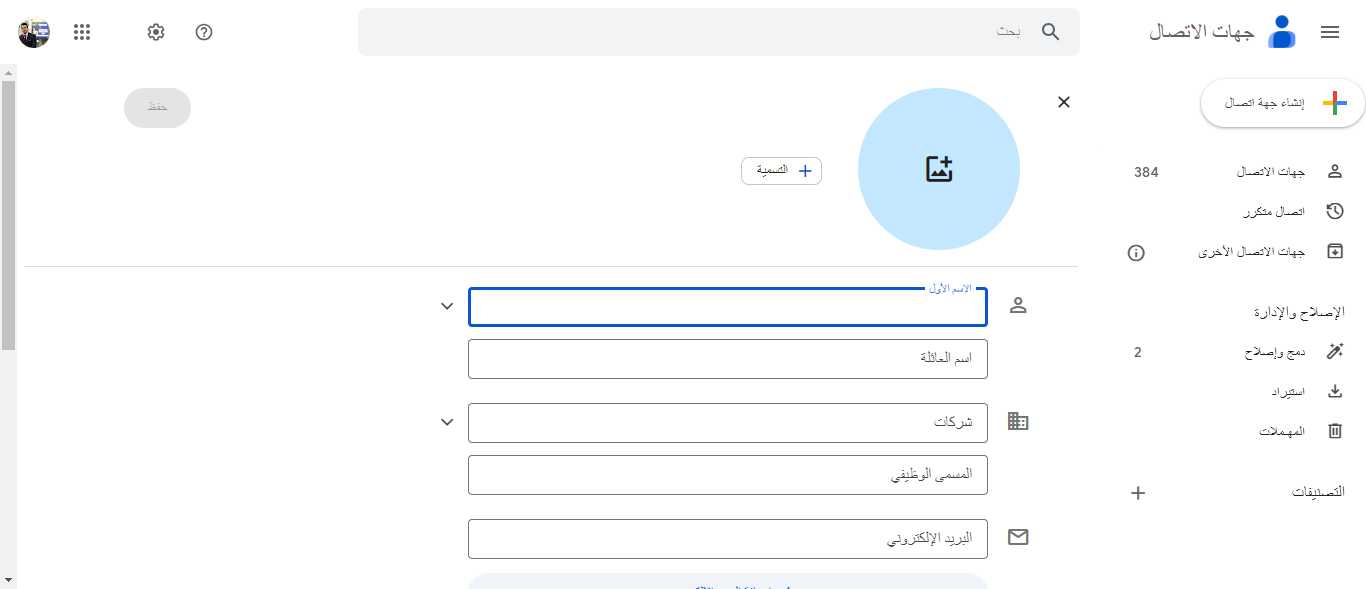 جهات الاتصال
بحث
إنشاء جهة اتصال
جهات الاتصال 384
اتصال متكرر
جهات الاتصال الأخرى
الإصلاح والإدارة
دمج وإصلاح 2
استيراد
المهملات
التصنيفات
حفظ
التسمية
الاسم الأول
اسم العائلة
شركات
المسمى الوظيفي
البريد الإلكتروني